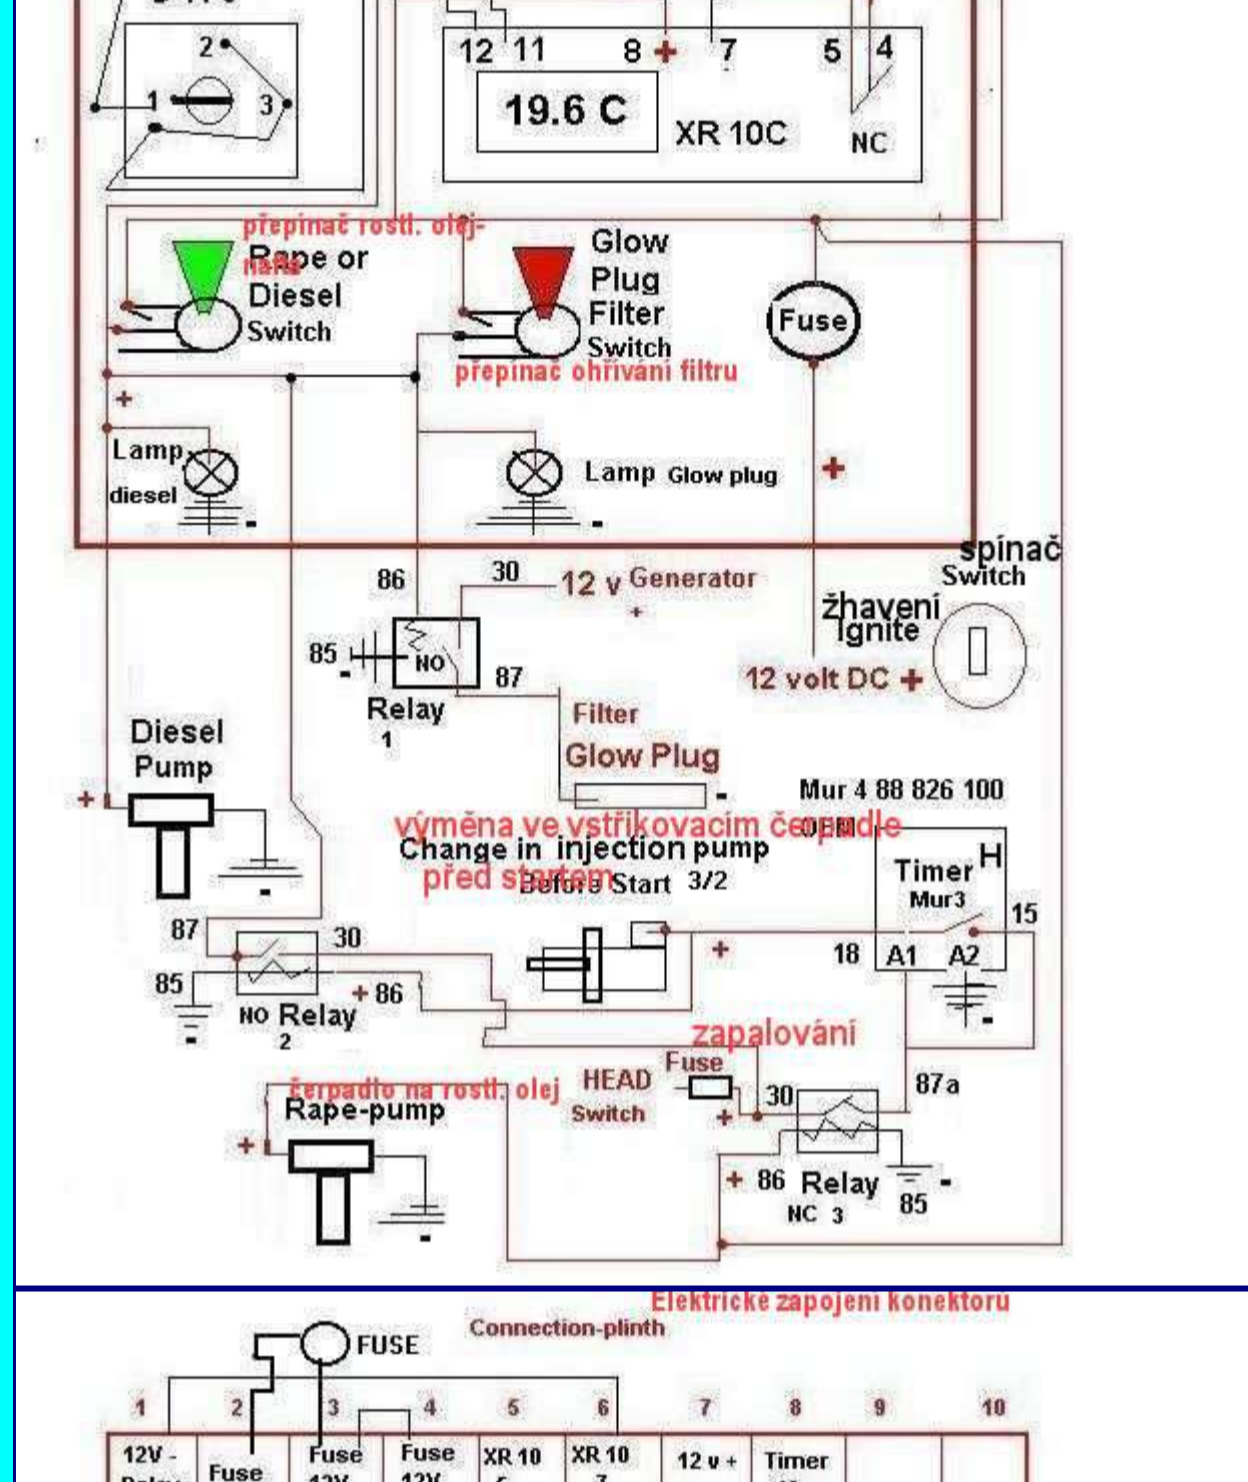 2
1
3
12 11
8 + 7
5 4
19.6 C
XR 10C
NC
přepínač rostl. olej-
nafta
Rape or
Diesel
Switch
Glow
Plug
Filter
Switch
přepínač ohřívání filtru
Fuse
+
Lamp
diesel
-
Lamp Glow plug
-
+
spínač
Switch
žhavení
Ignite
12 volt DC +
86
30
12 v Generator
+
85
-
NO
87
Relay
1
Filter
Glow Plug
-
Diesel
Pump
+
-
Mur 4 88 826 100
výměna ve vstřikovacím čerpadle
Change in injection pump
před startem
Before Start 3/2
Timer H
Mur3
15
18 A1 A2
-
+
87
30
85
+ 86
NO Relay
2
-
zapalování
Fuse
HEAD
Switch
+
30
87a
+ 86 Relay
NC 3
85
-
čerpadlo na rostl. olej
Rape-pump
+
-
Elektrické zapojení konektorů
Connection-plinth
FUSE
1 2 3 4 5 6 7 8 9 10
12V - Fuse Fuse XR 10 XR 10 12 v + Timer
Fuse